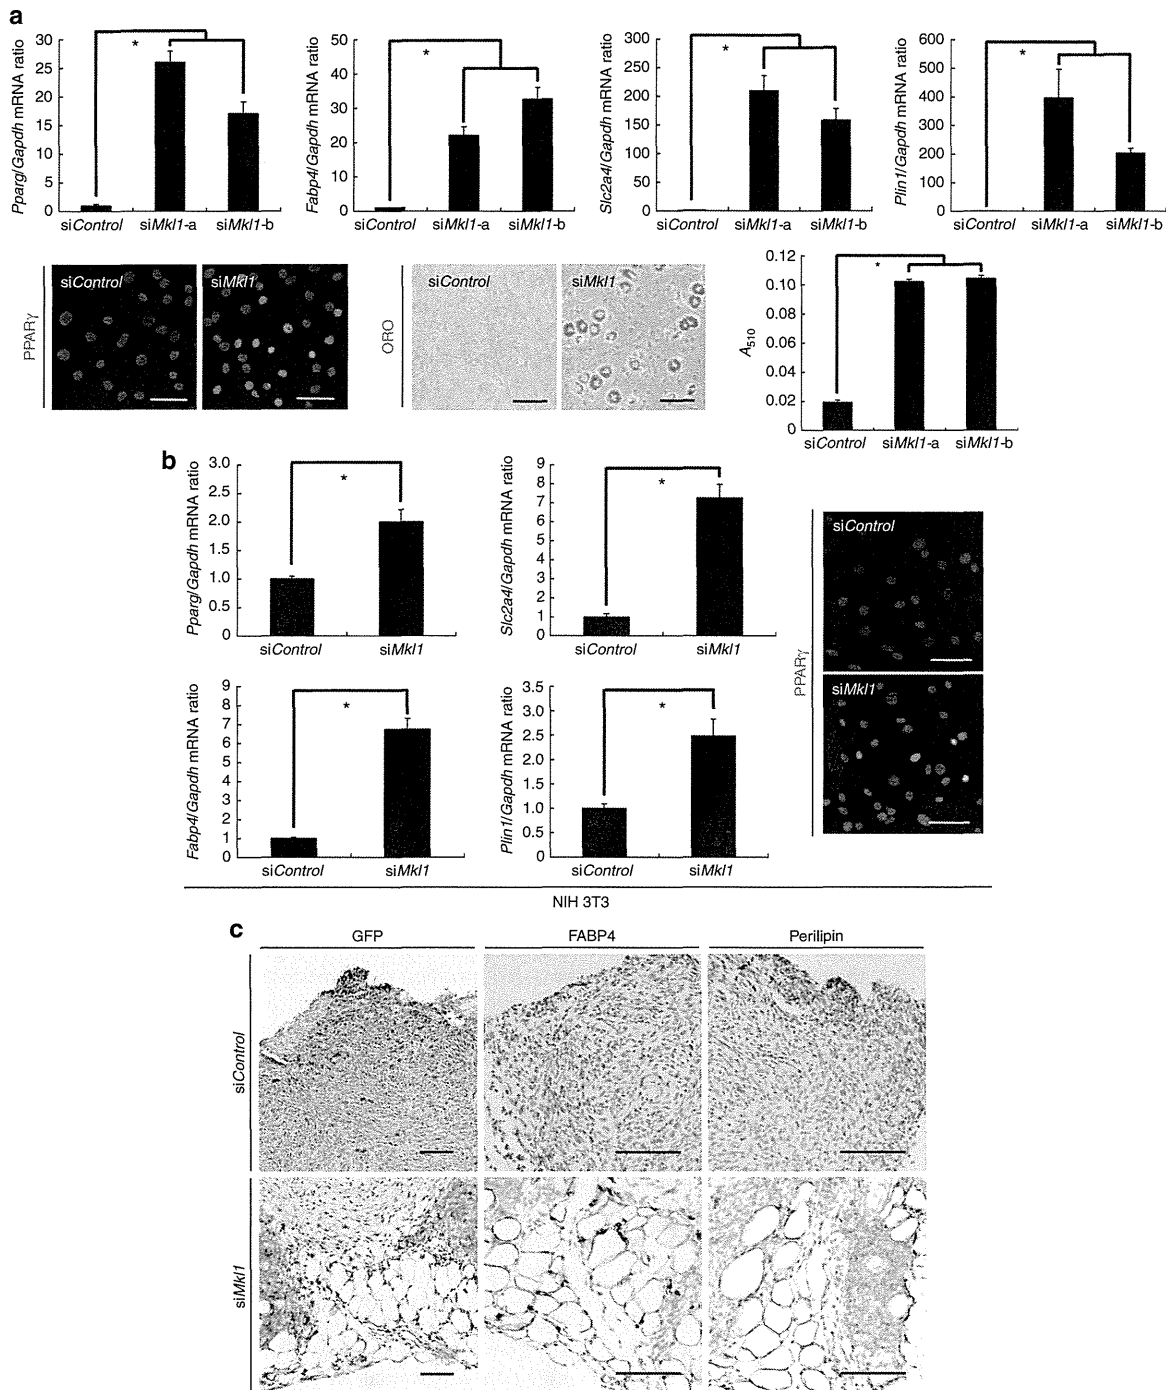 a
Pparg/Gapdh mRNA ratio
30
25
20
15
10
5
0
*
siControl siMkl1-a siMkl1-b
Fabp4/Gapdh mRNA ratio
50
40
30
20
10
0
*
siControl siMkl1-a siMkl1-b
Slc2a4/Gapdh mRNA ratio
300
250
200
150
100
50
0
*
siControl siMkl1-a siMkl1-b
Plin1/Gapdh mRNA ratio
600
500
400
300
200
100
0
*
siControl siMkl1-a siMkl1-b
PPARγ
siControl
siMkl1
ORO
siControl
siMkl1
A510
0.12
0.10
0.08
0.06
0.04
0.02
0
*
siControl siMkl1-a siMkl1-b
b
Pparg/Gapdh mRNA ratio
3.0
2.5
2.0
1.5
1.0
0.5
0
*
siControl siMkl1
Slc2a4/Gapdh mRNA ratio
9
8
7
6
5
4
3
2
1
0
*
siControl siMkl1
PPARγ
siControl
siMkl1
Fabp4/Gapdh mRNA ratio
9
8
7
6
5
4
3
2
1
0
*
siControl siMkl1
Plin1/Gapdh mRNA ratio
3.5
3.0
2.5
2.0
1.5
1.0
0.5
0
*
siControl siMkl1
NIH 3T3
c
GFP FABP4 Perilipin
siControl
siMkl1